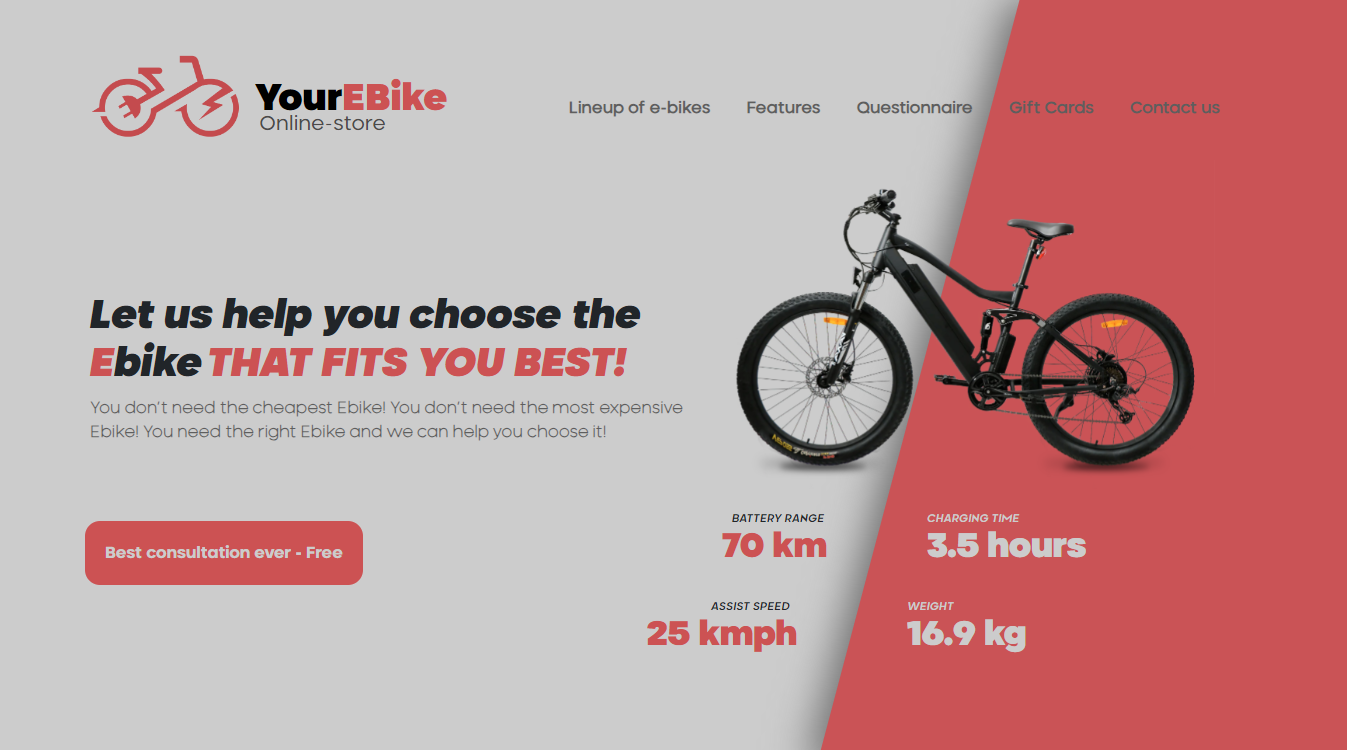 YourEBike
Online-store
Lineup of e-bikes Features Questionnaire Gift Cards Contact us
Let us help you choose the
Ebike THAT FITS YOU BEST!
You don't need the cheapest Ebike! You don't need the most expensive
Ebike! You need the right Ebike and we can help you choose it!
Best consultation ever - Free
BATTERY RANGE
70 km
CHARGING TIME
3.5 hours
ASSIST SPEED
25 kmph
WEIGHT
16.9 kg